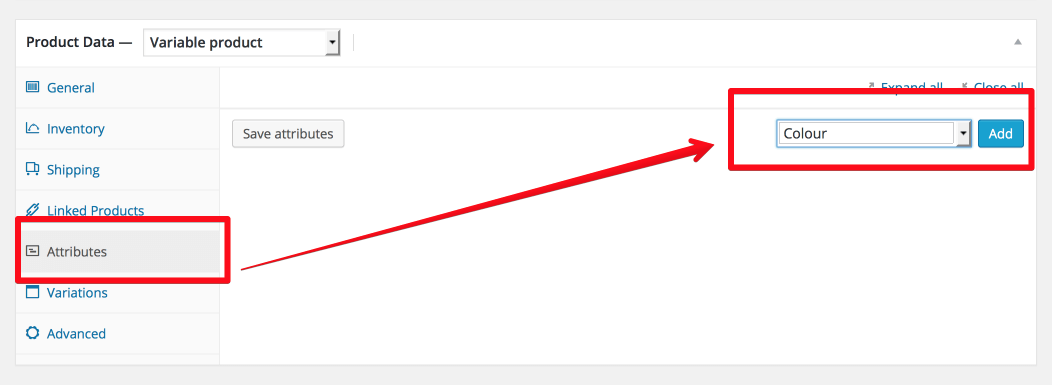 Product Data — Variable product
General
Expand all Close all
Inventory
Save attributes Colour Add
Shipping
Linked Products
Attributes
Variations
Advanced